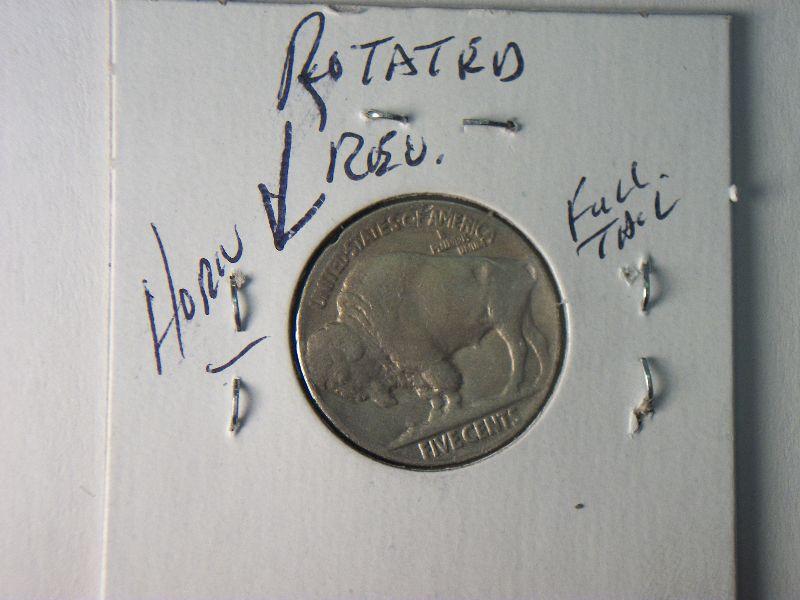 ROTATED
REV.
HORN
Full.
TAIL
UNITED STATES OF AMERICA
E
PLURIBUS
UNUM
FIVE CENTS